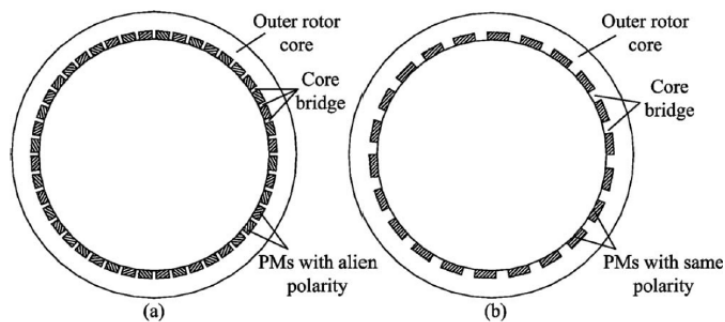 Outer rotor
core
Core
bridge
PMs with alien
polarity
(a)
Outer rotor
core
Core
bridge
PMs with same
polarity
(b)